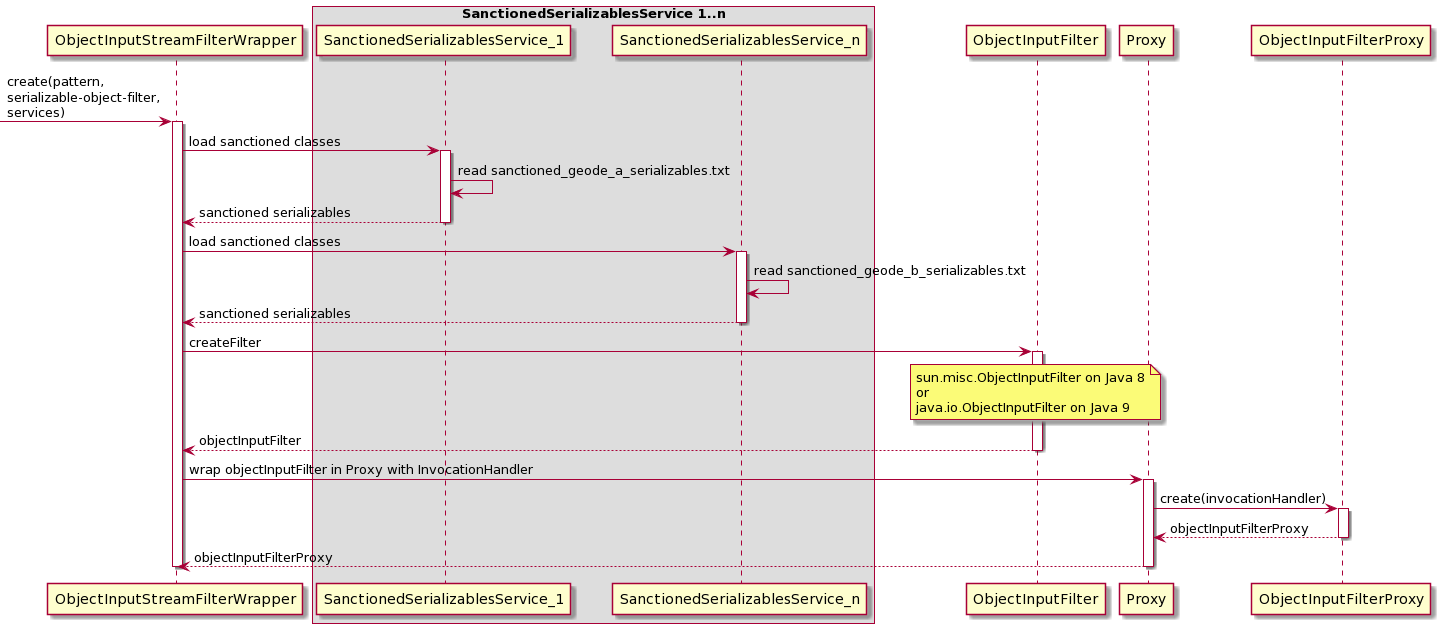 SanctionedSerializablesService 1..n
ObjectInputStreamFilterWrapper
SanctionedSerializablesService_1
SanctionedSerializablesService_n
ObjectInputFilter
Proxy
ObjectInputFilterProxy
create(pattern,
serializable-object-filter,
services)
load sanctioned classes
read sanctioned_geode_a_serializables.txt
sanctioned serializables
load sanctioned classes
read sanctioned_geode_b_serializables.txt
sanctioned serializables
createFilter
sun.misc.ObjectInputFilter on Java 8
or
java.io.ObjectInputFilter on Java 9
objectInputFilter
wrap objectInputFilter in Proxy with InvocationHandler
create(invocationHandler)
objectInputFilterProxy
objectInputFilterProxy
ObjectInputStreamFilterWrapper
SanctionedSerializablesService_1
SanctionedSerializablesService_n
ObjectInputFilter
Proxy
ObjectInputFilterProxy